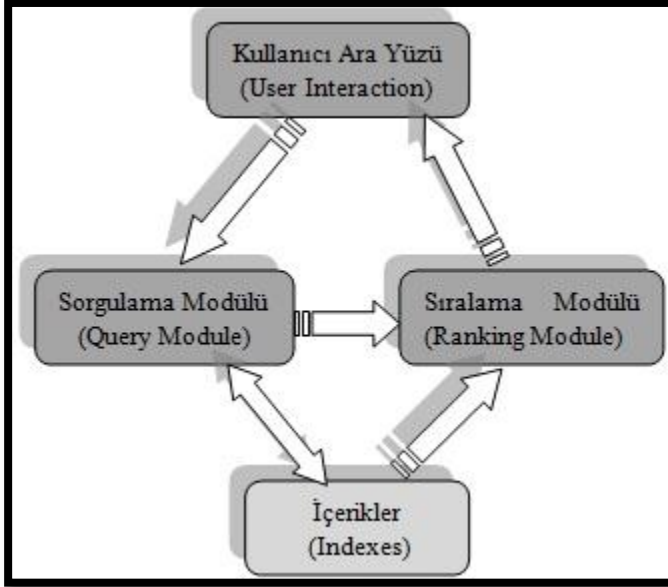 Kullanıcı Ara Yüzü
(User Interaction)
Sorgulama Modülü
(Query Module)
Sıralama Modülü
(Ranking Module)
İçerikler
(Indexes)